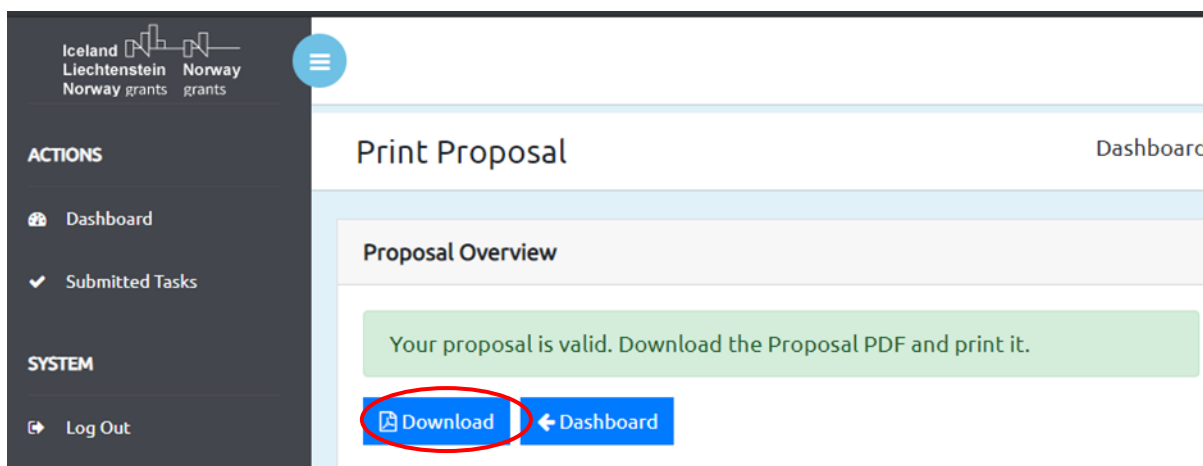 Iceland
Liechtenstein Norway
Norway grants grants
ACTIONS
Dashboard
Submitted Tasks
SYSTEM
Log Out
Print Proposal
Dashboard
Proposal Overview
Your proposal is valid. Download the Proposal PDF and print it.
Download Dashboard